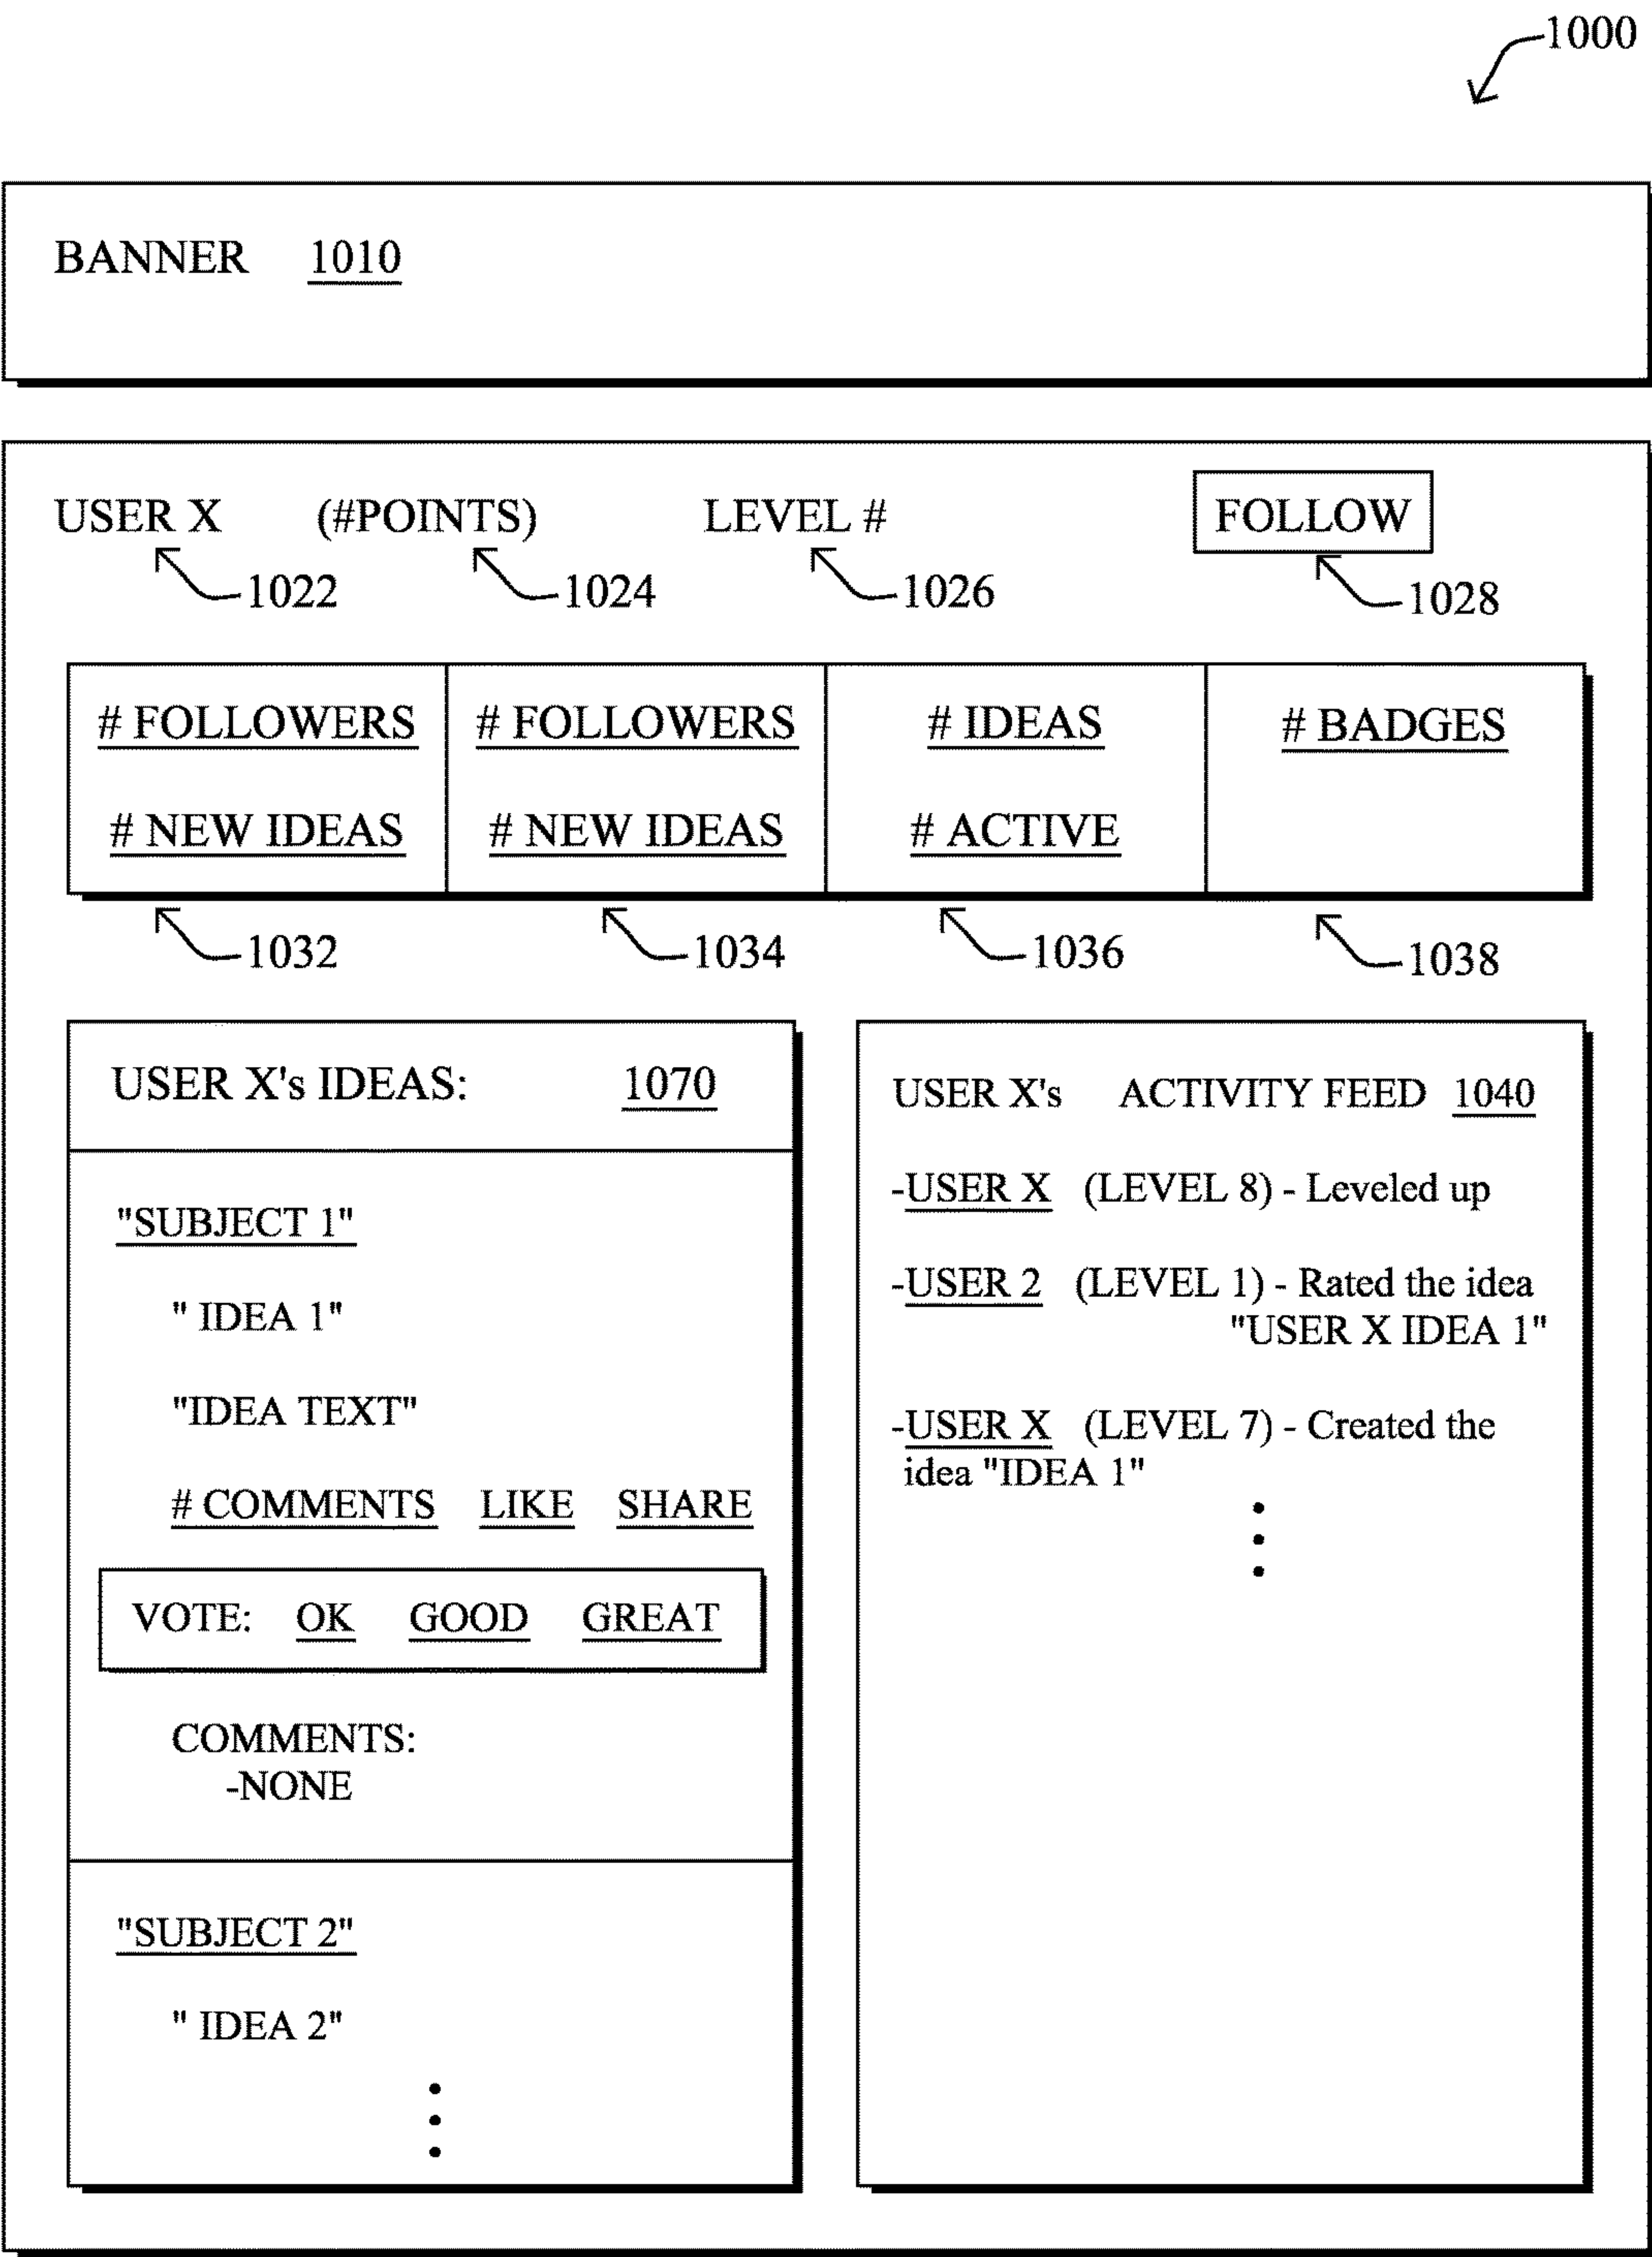 1000
BANNER 1010
USER X (#POINTS) LEVEL # FOLLOW
1022 1024 1026 1028
# FOLLOWERS # FOLLOWERS # IDEAS # BADGES
# NEW IDEAS # NEW IDEAS # ACTIVE
1032 1034 1036 1038
USER X's IDEAS: 1070
"SUBJECT 1"
" IDEA 1"
"IDEA TEXT"
# COMMENTS LIKE SHARE
VOTE: OK GOOD GREAT
COMMENTS:
-NONE
"SUBJECT 2"
" IDEA 2"
USER X's ACTIVITY FEED 1040
-USER X (LEVEL 8) - Leveled up
-USER 2 (LEVEL 1) - Rated the idea
"USER X IDEA 1"
-USER X (LEVEL 7) - Created the
idea "IDEA 1"